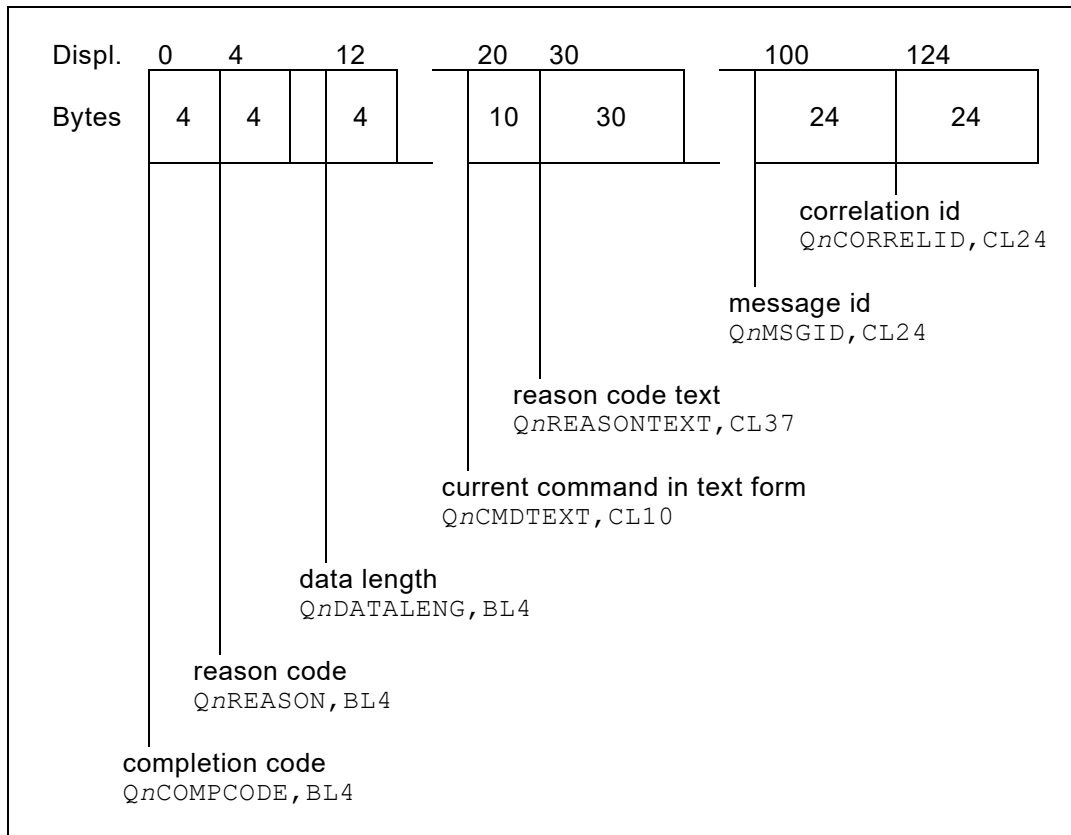 Displ. 0 4 12 20 30 100 124
Bytes 4 4 4 10 30 24 24
correlation id
QnCORRELID,CL24
message id
QnMSGID,CL24
reason code text
QnREASONTEXT,CL37
current command in text form
QnCMDTEXT,CL10
data length
QnDATALENG,BL4
reason code
QnREASON,BL4
completion code
QnCOMPCODE,BL4